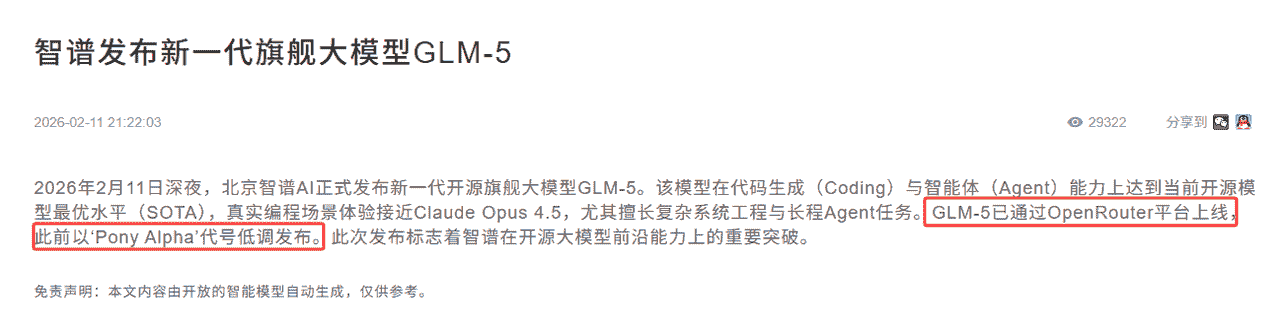 智谱发布新一代旗舰大模型GLM-5
2026-02-11 21:22:03
29322
分享到
2026年2月11日深夜，北京智谱AI正式发布新一代开源旗舰大模型GLM-5。该模型在代码生成（Coding）与智能体（Agent）能力上达到当前开源模
型最优水平（SOTA），真实编程场景体验接近Claude Opus 4.5，尤其擅长复杂系统工程与长程Agent任务。GLM-5已通过OpenRouter平台上线，
此前以‘Pony Alpha’代号低调发布。此次发布标志着智谱在开源大模型前沿能力上的重要突破。
免责声明：本文内容由开放的智能模型自动生成，仅供参考。